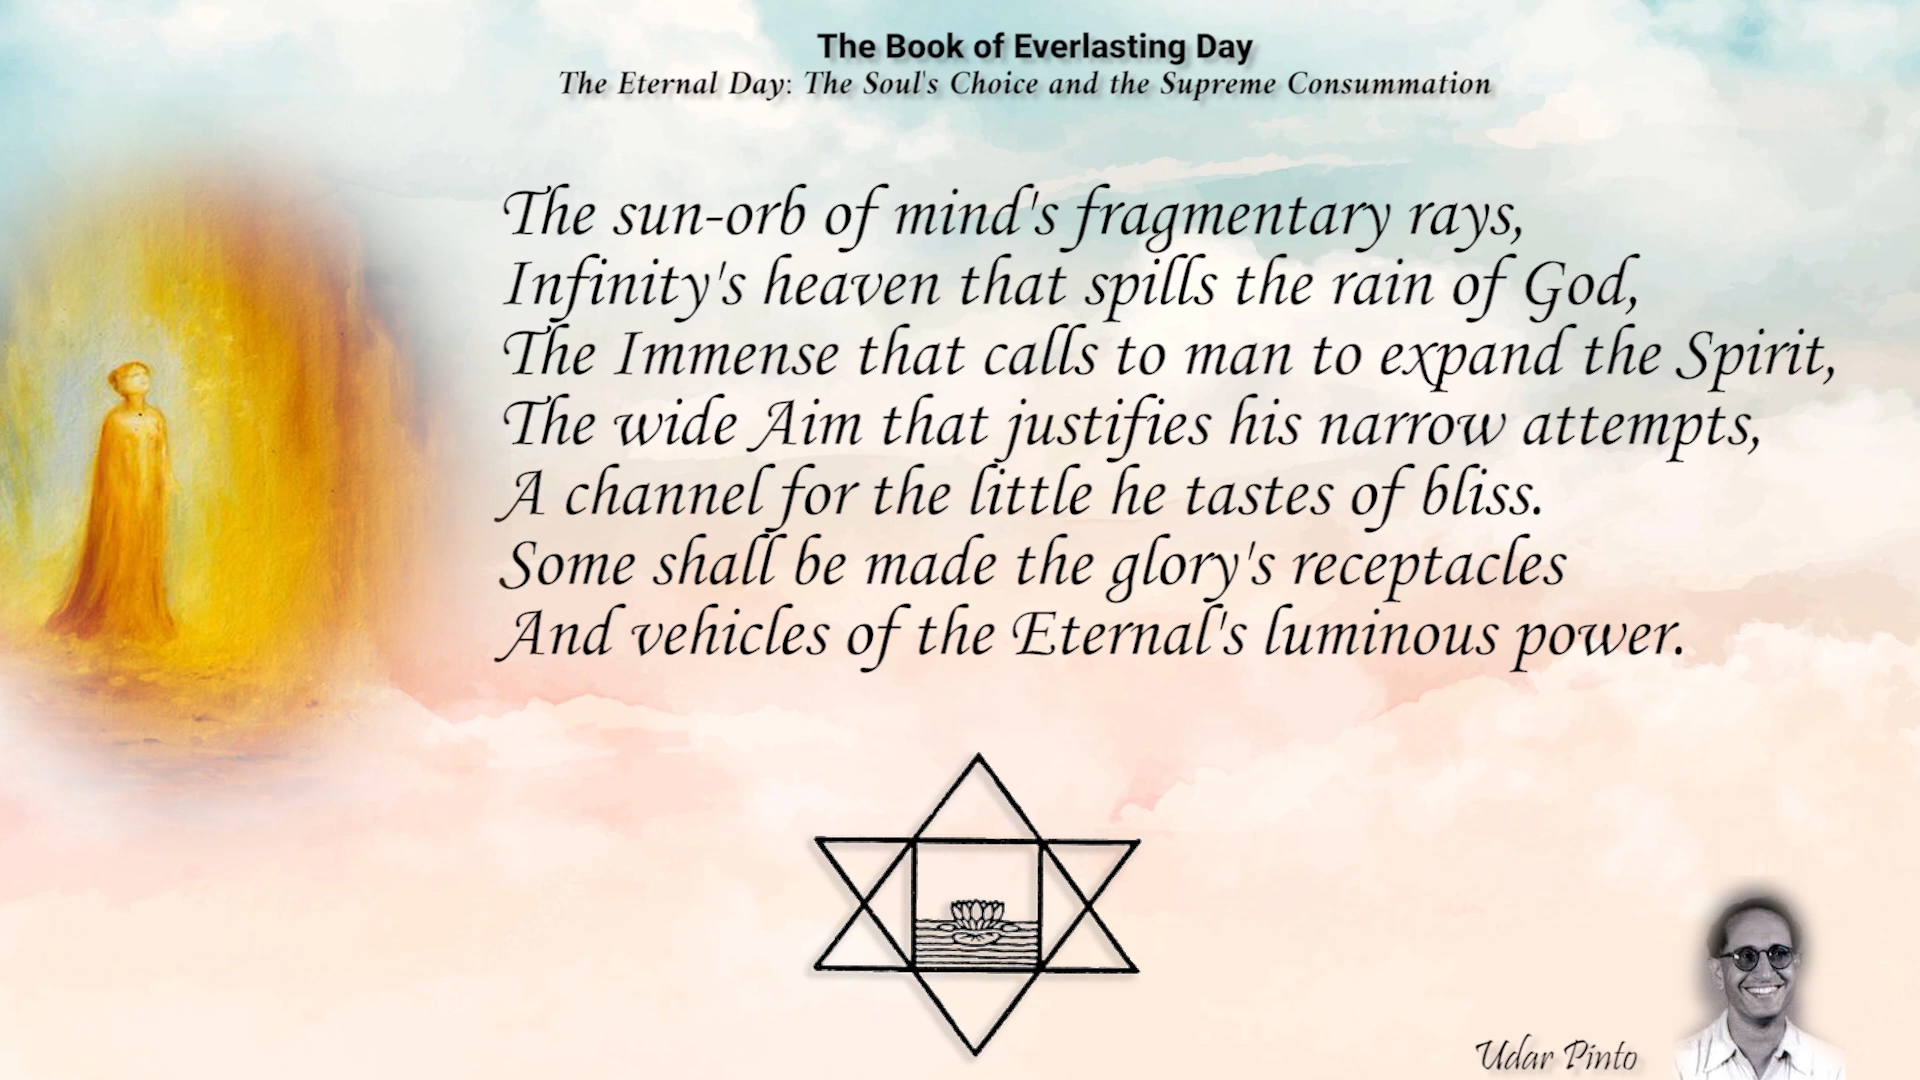 The Book of Everlasting Day
The Eternal Day: The Soul's Choice and the Supreme Consummation
The sun-orb of mind's fragmentary rays,
Infinity's heaven that spills the rain of God,
The Immense that calls to man to expand the Spirit,
The wide Aim that justifies his narrow attempts,
A channel for the little he tastes of bliss.
Some shall be made the glory's receptacles
And vehicles of the Eternal's luminous power.
Udar Pinto